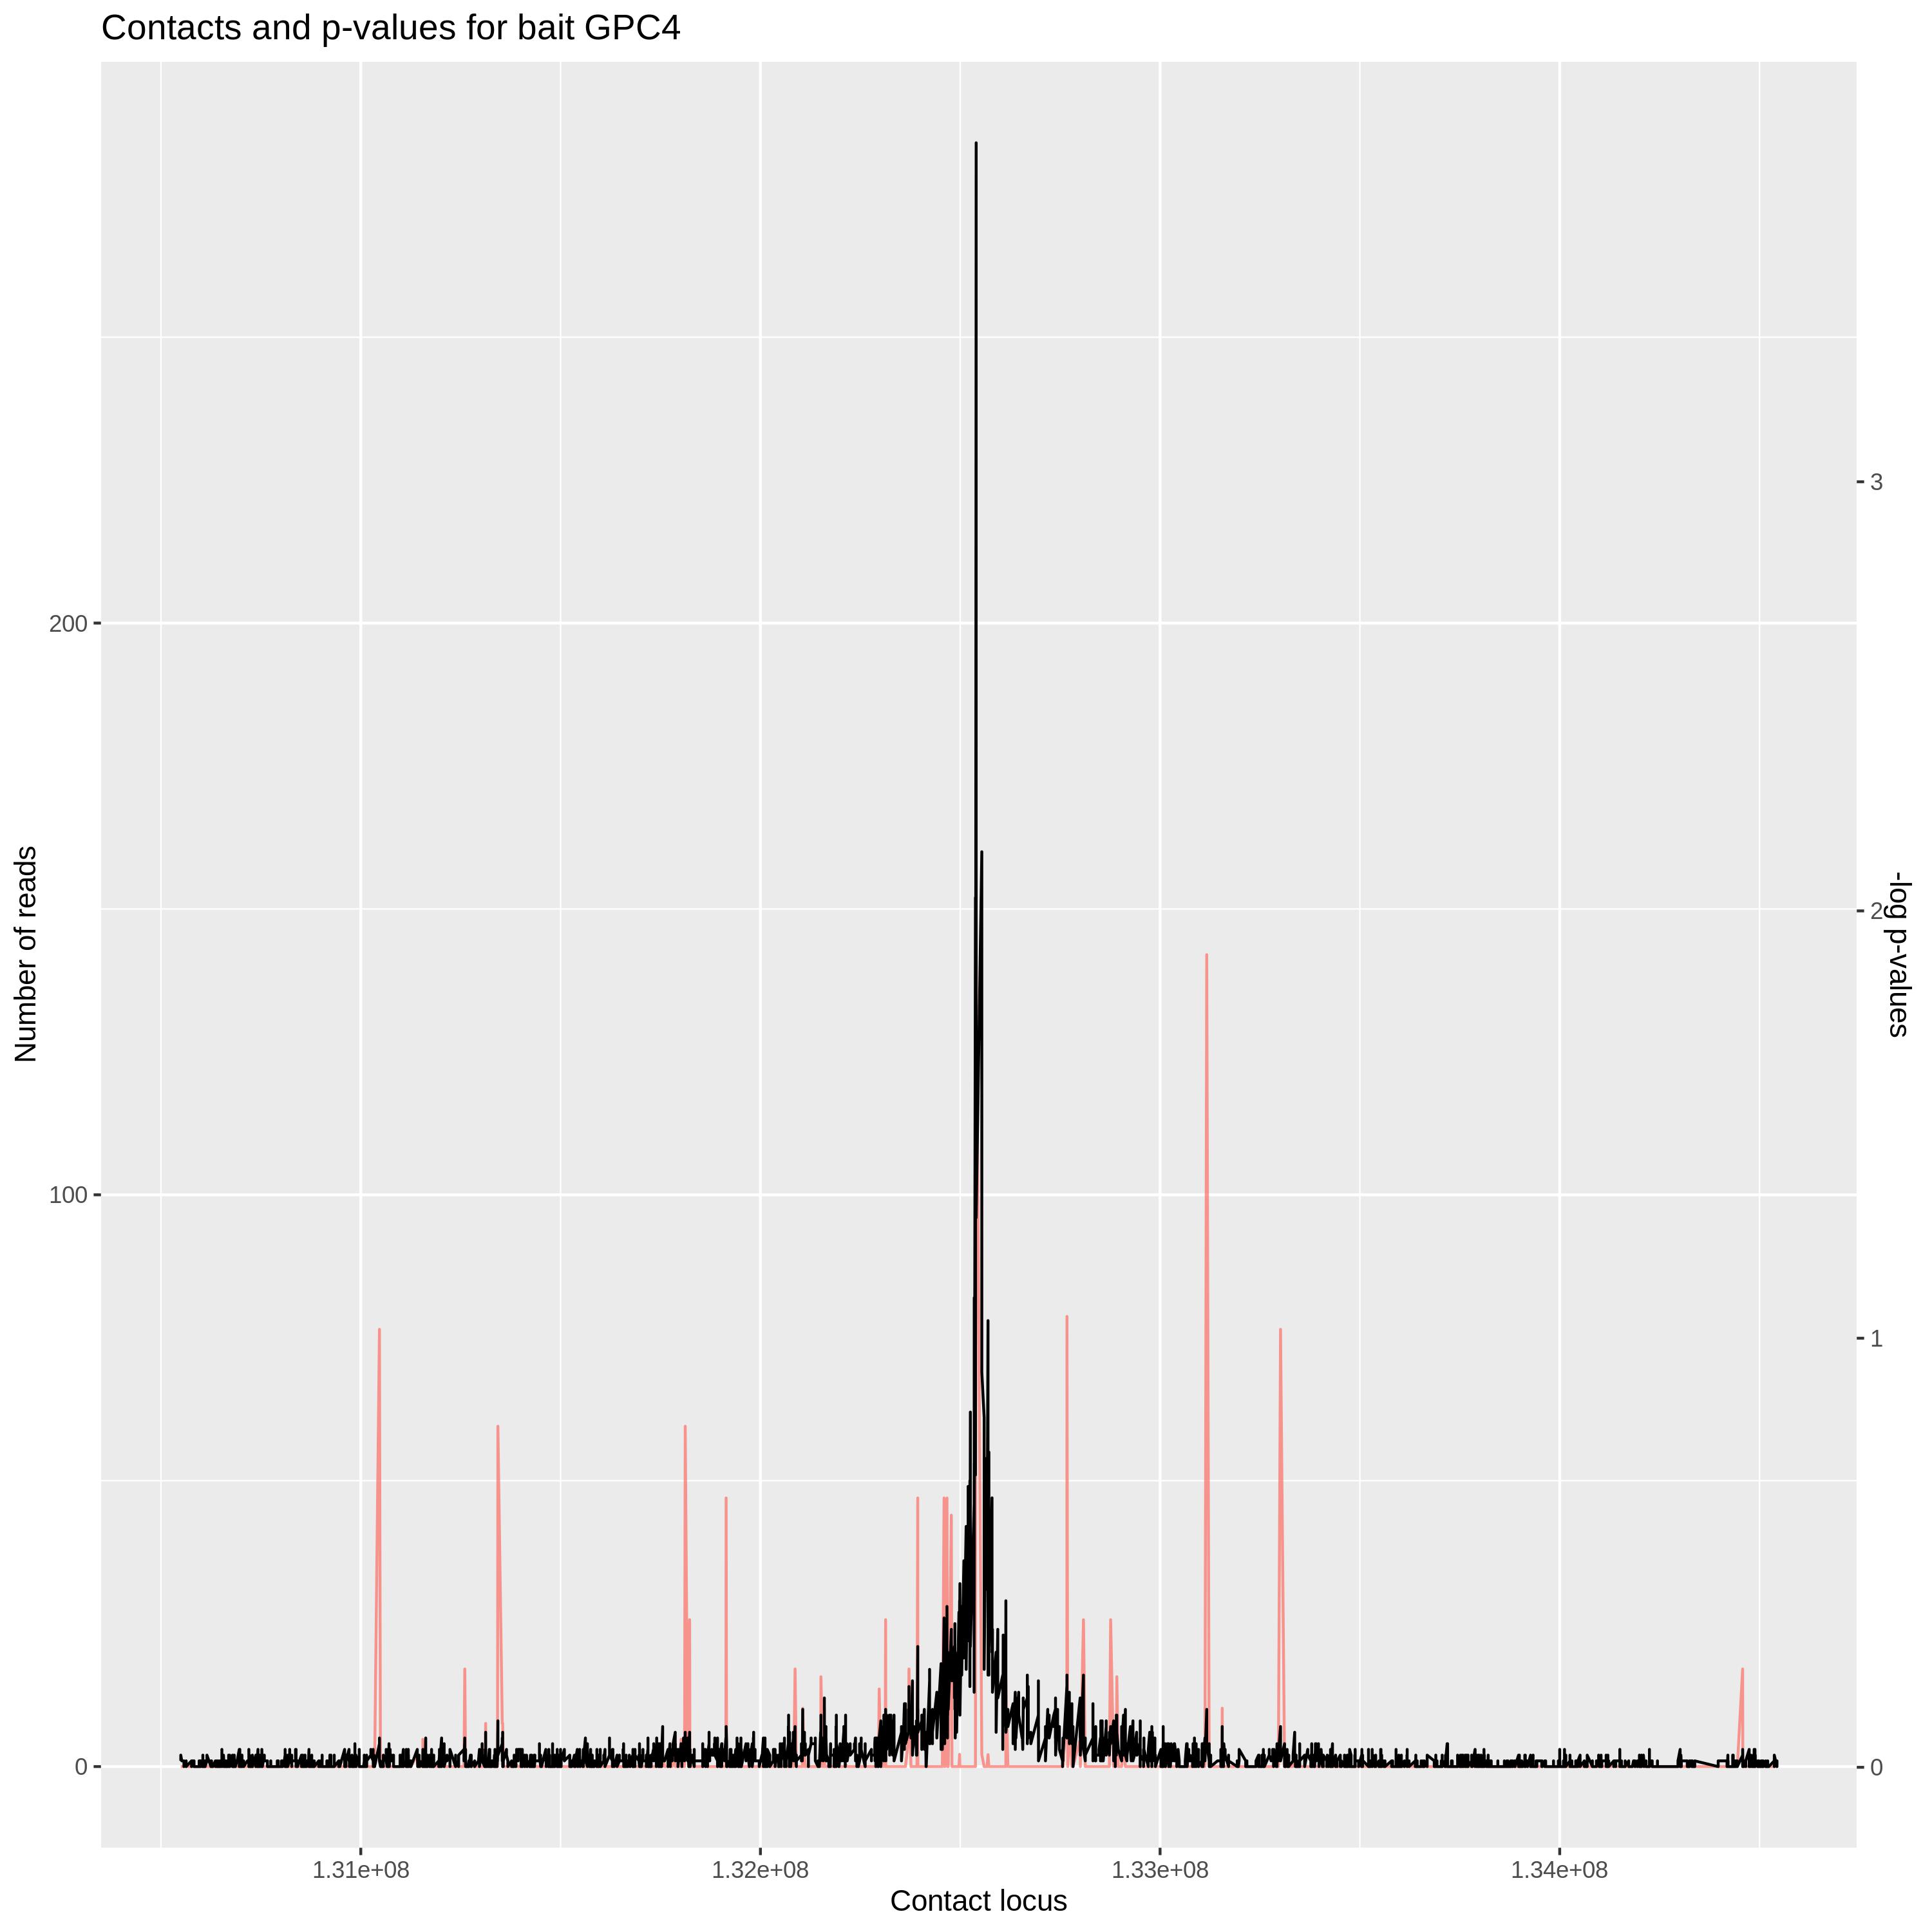 Contacts and p-values for bait GPC4
Number of reads
200
100
0
3
2
1
0
-log p-values
1.31e+08 1.32e+08 1.33e+08 1.34e+08
Contact locus